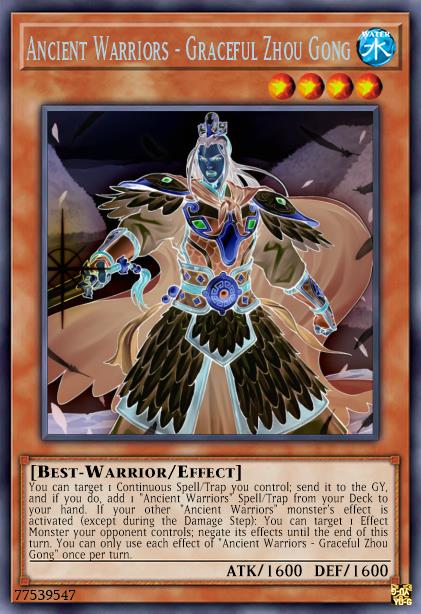 Ancient Warriors - Graceful Zhou Gong
WATER
水
[Best-Warrior/Effect]
You can target 1 Continuous Spell/Trap you control; send it to the GY,
and if you do, add 1 "Ancient Warriors" Spell/Trap from your Deck to
your hand. If your other "Ancient Warriors" monster's effect is
activated (except during the Damage Step): You can target 1 Effect
Monster your opponent controls; negate its effects until the end of this
turn. You can only use each effect of "Ancient Warriors - Graceful Zhou
Gong" once per turn.
ATK/1600 DEF/1600
77539547